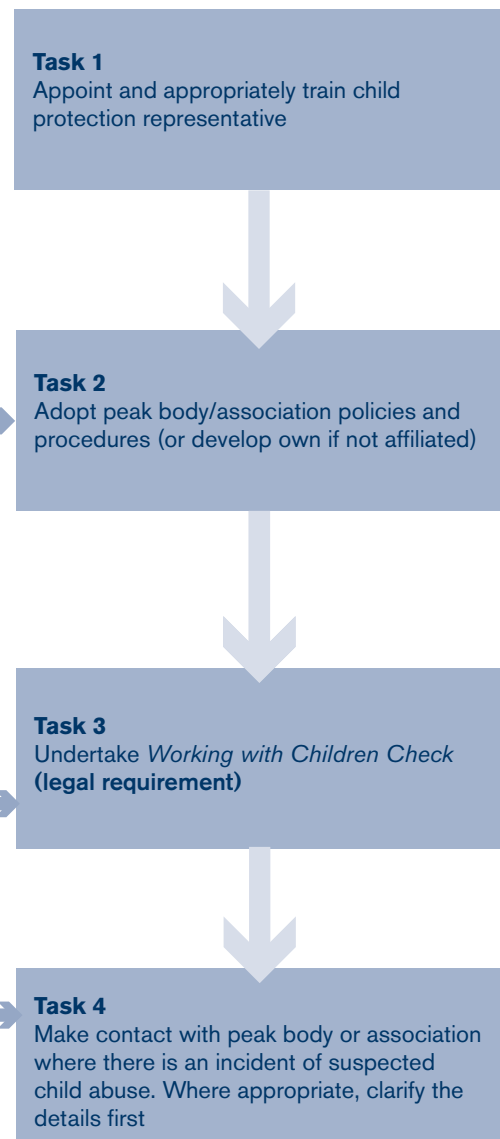 Task 1
Appoint and appropriately train child
protection representative
Task 2
Adopt peak body/association policies and
procedures (or develop own if not affiliated)
Task 3
Undertake Working with Children Check
(legal requirement)
Task 4
Make contact with peak body or association
where there is an incident of suspected
child abuse. Where appropriate, clarify the
details first